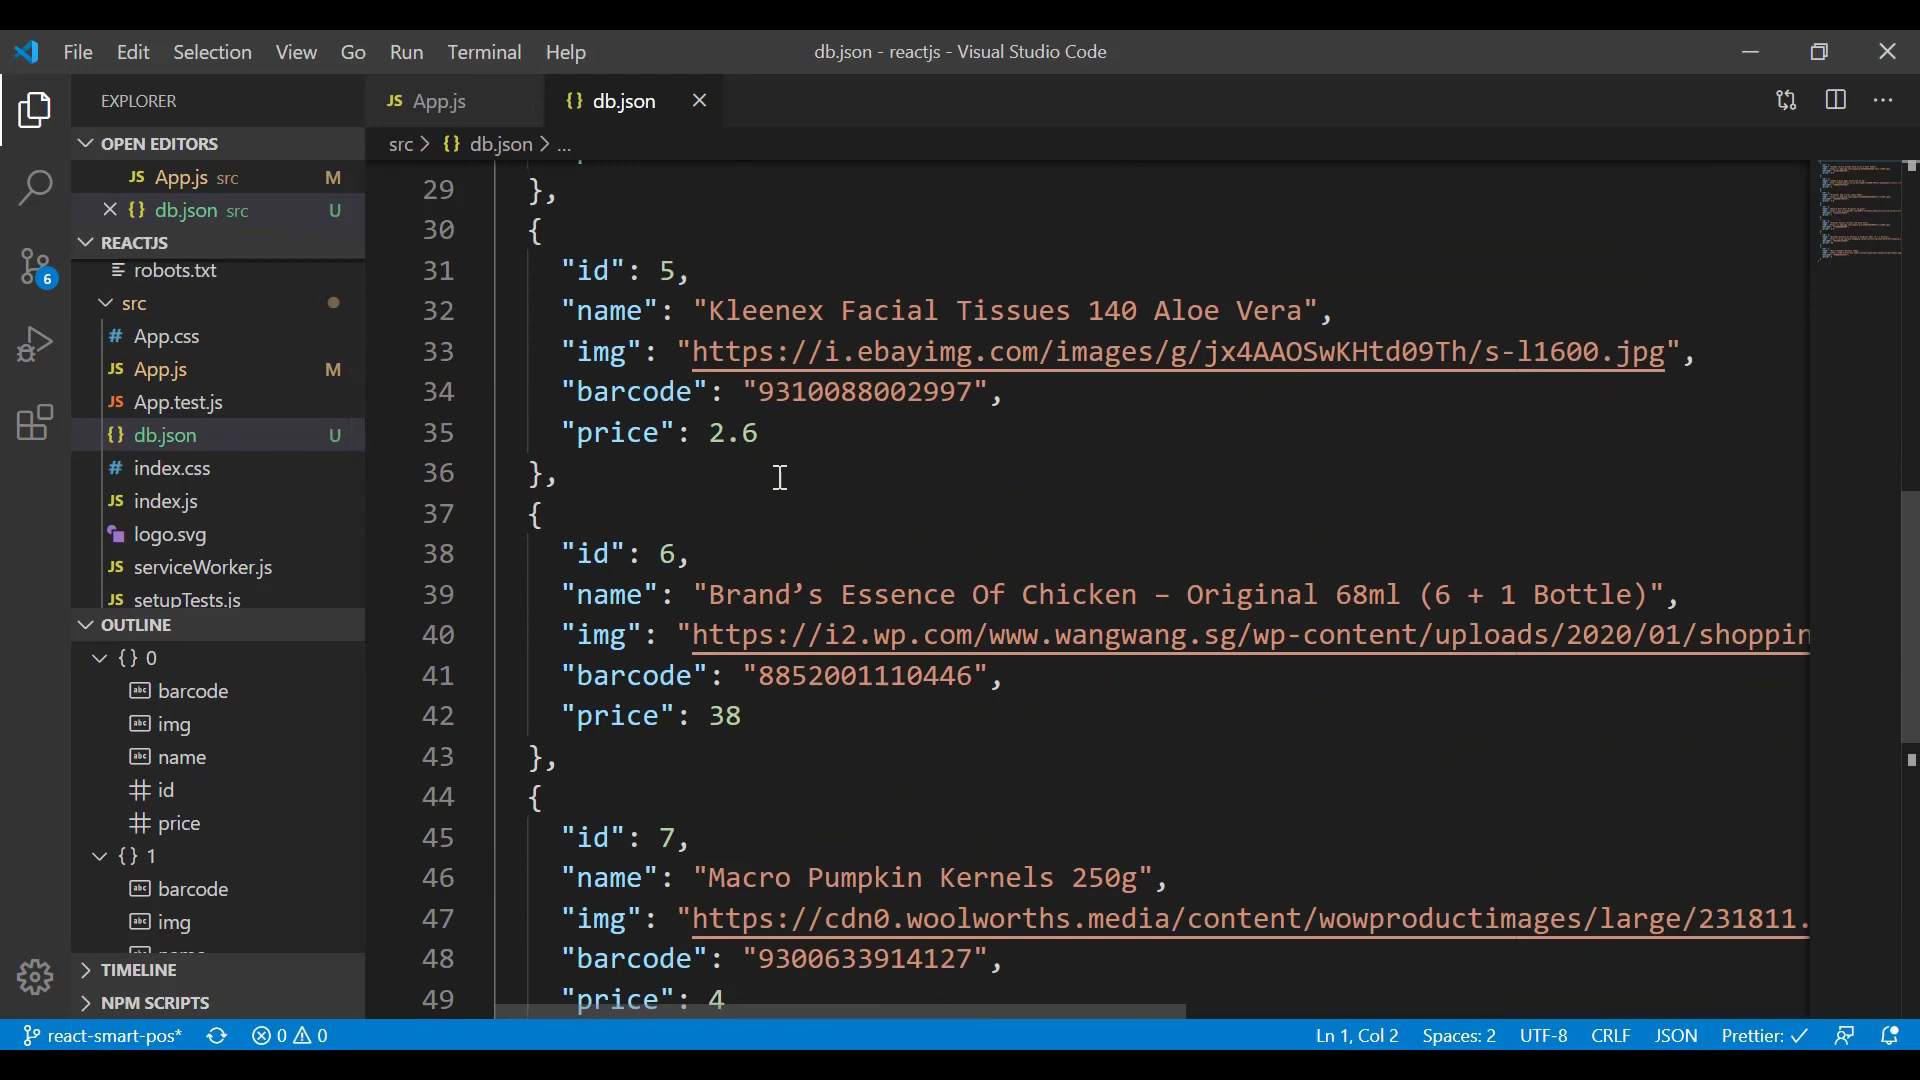 File Edit Selection View Go Run Terminal Help
db.json - reactjs - Visual Studio Code
EXPLORER
OPEN EDITORS
JS App.js src M
{} db.json src U
REACTJS
robots.txt
src
# App.css
JS App.js M
JS App.test.js
{} db.json U
# index.css
JS index.js
logo.svg
JS serviceWorker.js
JS setupTests.js
OUTLINE
{} 0
abc barcode
abc img
abc name
# id
# price
{} 1
abc barcode
abc img
TIMELINE
NPM SCRIPTS
6
JS App.js
{} db.json
src > {} db.json > ...
29 },
30 {
31 "id": 5,
32 "name": "Kleenex Facial Tissues 140 Aloe Vera",
33 "img": "https://i.ebayimg.com/images/g/jx4AAOSwKHtd09Th/s-l1600.jpg",
34 "barcode": "9310088002997",
35 "price": 2.6
36 },
37 {
38 "id": 6,
39 "name": "Brand’s Essence Of Chicken – Original 68ml (6 + 1 Bottle)",
40 "img": "https://i2.wp.com/www.wangwang.sg/wp-content/uploads/2020/01/shoppin
41 "barcode": "8852001110446",
42 "price": 38
43 },
44 {
45 "id": 7,
46 "name": "Macro Pumpkin Kernels 250g",
47 "img": "https://cdn0.woolworths.media/content/wowproductimages/large/231811.
48 "barcode": "9300633914127",
49 "price": 4
react-smart-pos* 0 0
Ln 1, Col 2 Spaces: 2 UTF-8 CRLF JSON Prettier: ✓